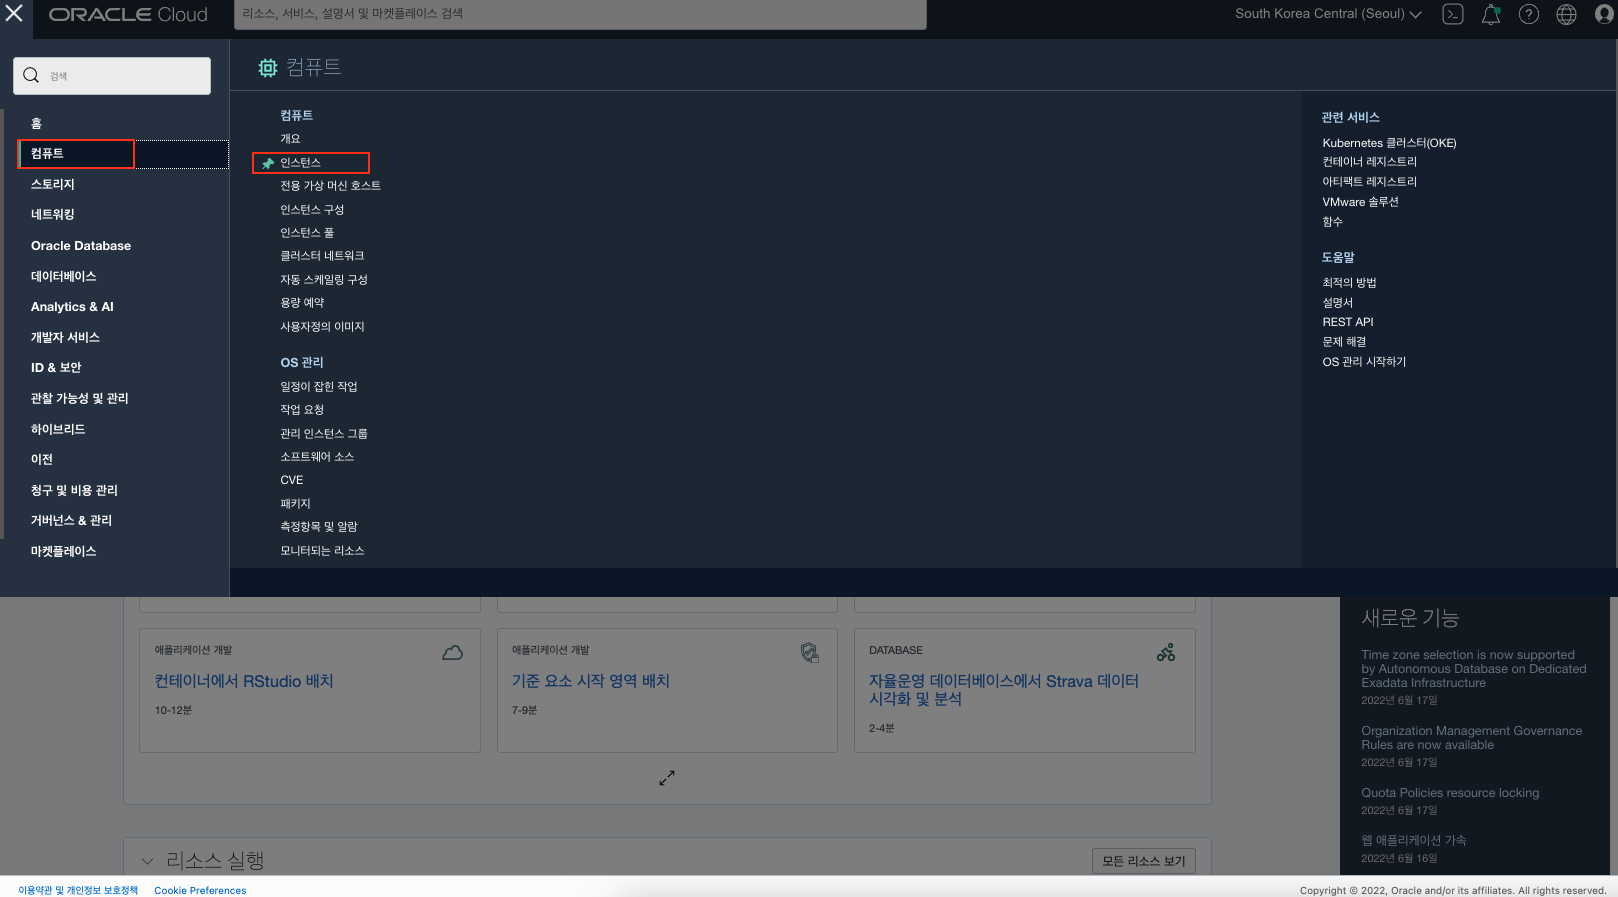 ORACLE Cloud
리소스, 서비스, 설명서 및 마켓플레이스 검색
South Korea Central (Seoul)
검색
홈
컴퓨트
스토리지
네트워킹
Oracle Database
데이터베이스
Analytics & AI
개발자 서비스
ID & 보안
관찰 가능성 및 관리
하이브리드
이전
청구 및 비용 관리
거버넌스 & 관리
마켓플레이스
컴퓨트
컴퓨트
개요
인스턴스
전용 가상 머신 호스트
인스턴스 구성
인스턴스 풀
클러스터 네트워크
자동 스케일링 구성
용량 예약
사용자정의 이미지
OS 관리
일정이 잡힌 작업
작업 요청
관리 인스턴스 그룹
소프트웨어 소스
CVE
패키지
측정항목 및 알람
모니터되는 리소스
관련 서비스
Kubernetes 클러스터(OKE)
컨테이너 레지스트리
아티팩트 레지스트리
VMware 솔루션
함수
도움말
최적의 방법
설명서
REST API
문제 해결
OS 관리 시작하기
애플리케이션 개발
컨테이너에서 RStudio 배치
10-12분
애플리케이션 개발
기준 요소 시작 영역 배치
7-9분
DATABASE
자율운영 데이터베이스에서 Strava 데이터
시각화 및 분석
2-4분
새로운 기능
Time zone selection is now supported
by Autonomous Database on Dedicated
Exadata Infrastructure
2022년 6월 17일
Organization Management Governance
Rules are now available
2022년 6월 17일
Quota Policies resource locking
2022년 6월 17일
웹 애플리케이션 가속
2022년 6월 16일
리소스 실행
모든 리소스 보기
이용약관 및 개인정보 보호정책
Cookie Preferences
Copyright © 2022, Oracle and/or its affiliates. All rights reserved.